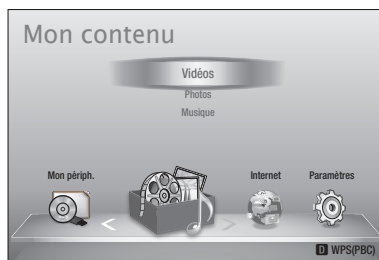 Mon contenu
Vidéos
Photos
Musique
Mon périph.
Internet
Paramètres
D WPS(PBC)